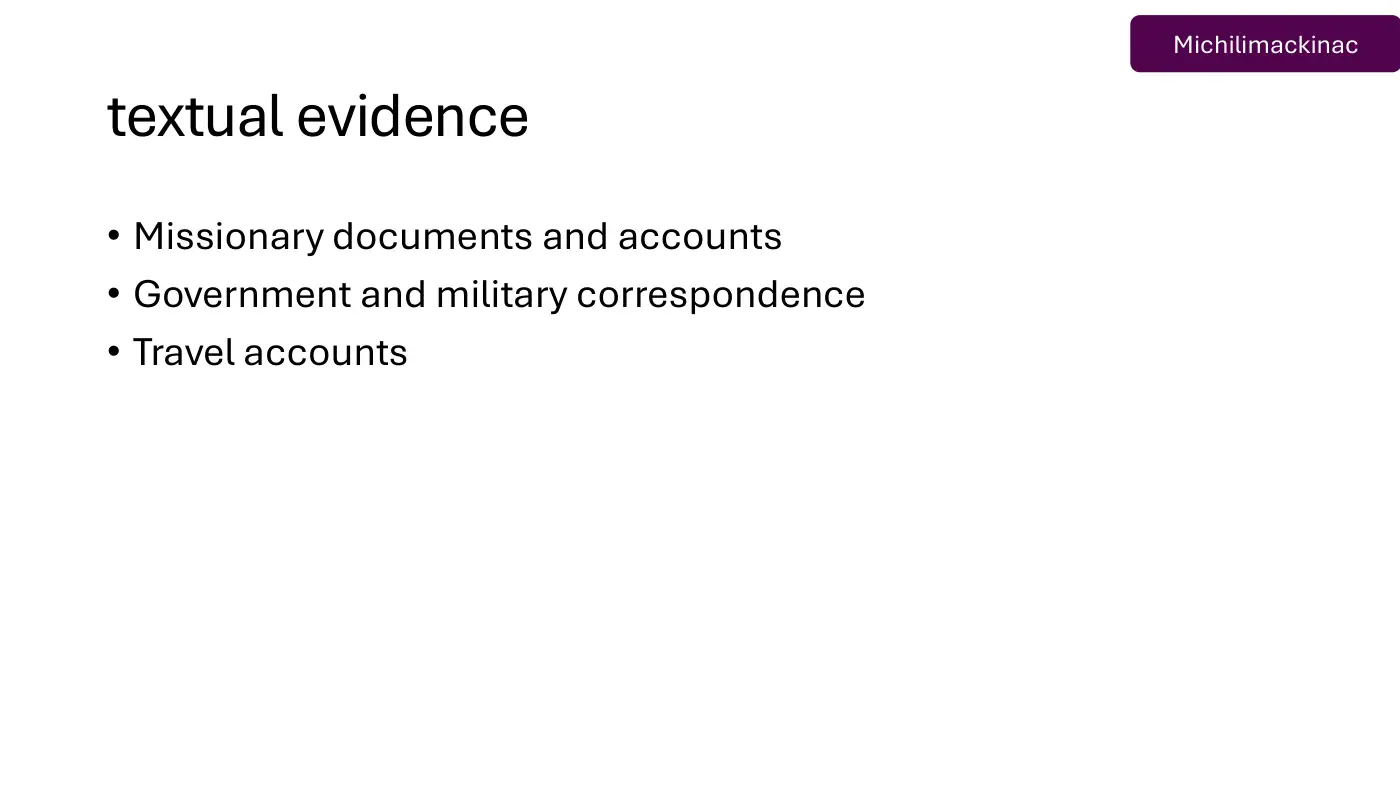 Michilimackinac
textual evidence
• Missionary documents and accounts
• Government and military correspondence
• Travel accounts